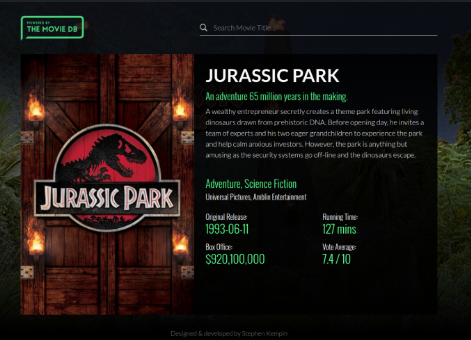 POWERED BY
THE MOVIE DB
Search Movie Title...
JURASSIC PARK
An adventure 65 million years in the making.
A wealthy entrepreneur secretly creates a theme park featuring living
dinosaurs drawn from prehistoric DNA. Before opening day, he invites a
team of experts and his two eager grandchildren to experience the park
and help calm anxious investors. However, the park is anything but
amusing as the security systems go off-line and the dinosaurs escape.
JURASSIC PARK
Adventure, Science Fiction
Universal Pictures, Amblin Entertainment
Original Release:
1993-06-11
Running Time:
127 mins
Box Office:
$920,100,000
Vote Average:
7.4 / 10
Designed & developed by Stephen Kempin